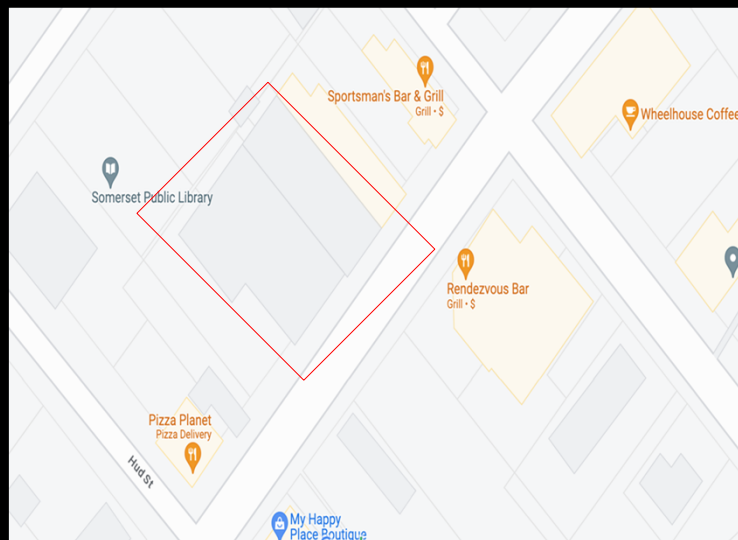 Sportsman's Bar & Grill
Grill • $
Wheelhouse Coffee
Somerset Public Library
Rendezvous Bar
Grill • $
Pizza Planet
Pizza Delivery
Hud St
My Happy
Place Boutique